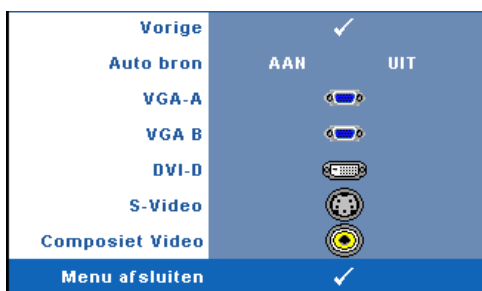 Vorige
Auto bron AAN UIT
VGA-A
VGA B
DVI-D
S-Video
Composiet Video
Menu afsluiten